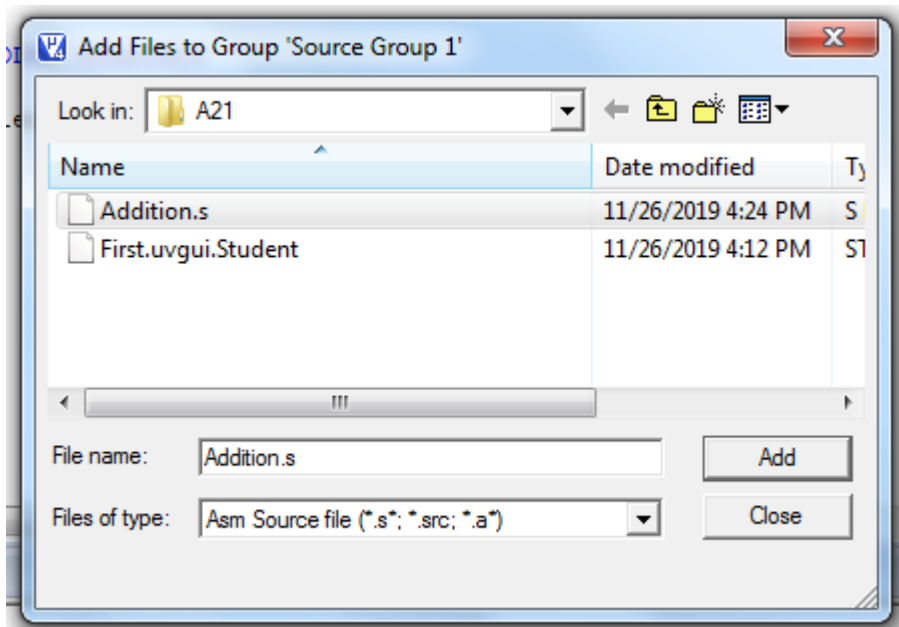 Add Files to Group 'Source Group 1'
Look in: A21
Name Date modified
Addition.s 11/26/2019 4:24 PM S
First.uvgui.Student 11/26/2019 4:12 PM ST
File name: Addition.s Add
Files of type: Asm Source file (*.s*; *.src; *.a*) Close